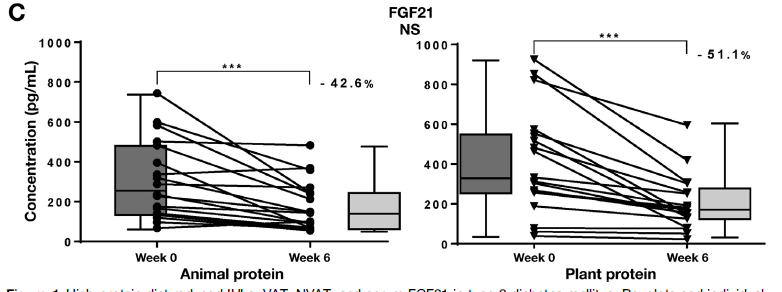 C
FGF21
NS
Concentration (pg/mL)
1000
800
600
400
200
0
***
- 42.6%
Week 0
Week 6
Animal protein
1000
800
600
400
200
0
***
- 51.1%
Week 0
Week 6
Plant protein